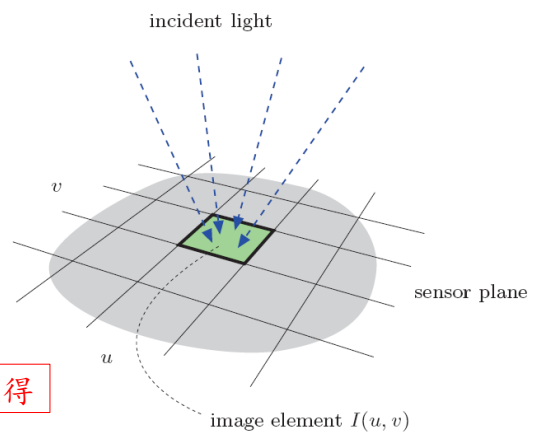 incident light
v
sensor plane
u
得
image element I(u, v)